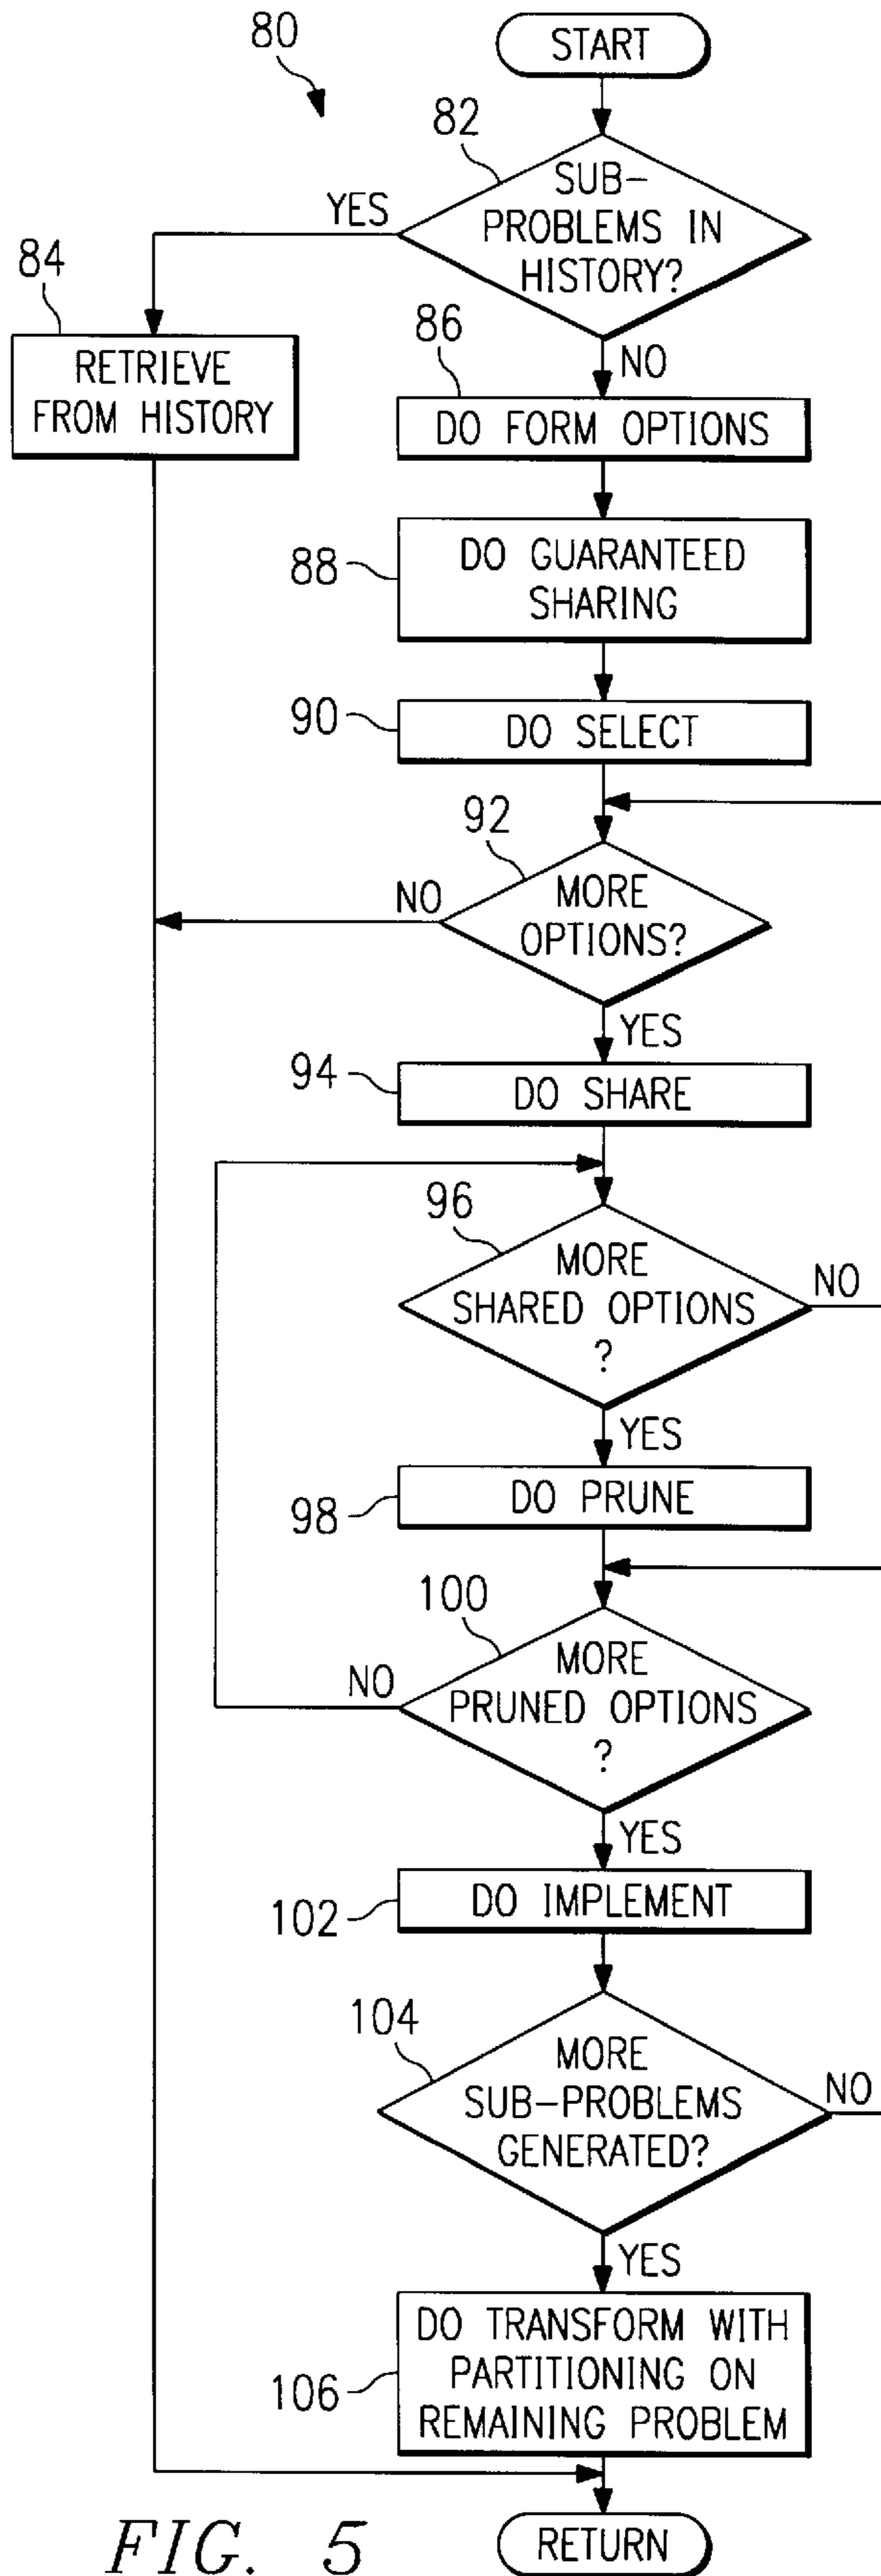 80
START
82
SUB-
PROBLEMS IN
HISTORY?
YES
NO
84
RETRIEVE
FROM HISTORY
86
DO FORM OPTIONS
88
DO GUARANTEED
SHARING
90
DO SELECT
92
MORE
OPTIONS?
NO
YES
94
DO SHARE
96
MORE
SHARED OPTIONS
?
NO
YES
98
DO PRUNE
100
MORE
PRUNED OPTIONS
?
NO
YES
102
DO IMPLEMENT
104
MORE
SUB-PROBLEMS
GENERATED?
NO
YES
106
DO TRANSFORM WITH
PARTITIONING ON
REMAINING PROBLEM
RETURN
FIG. 5